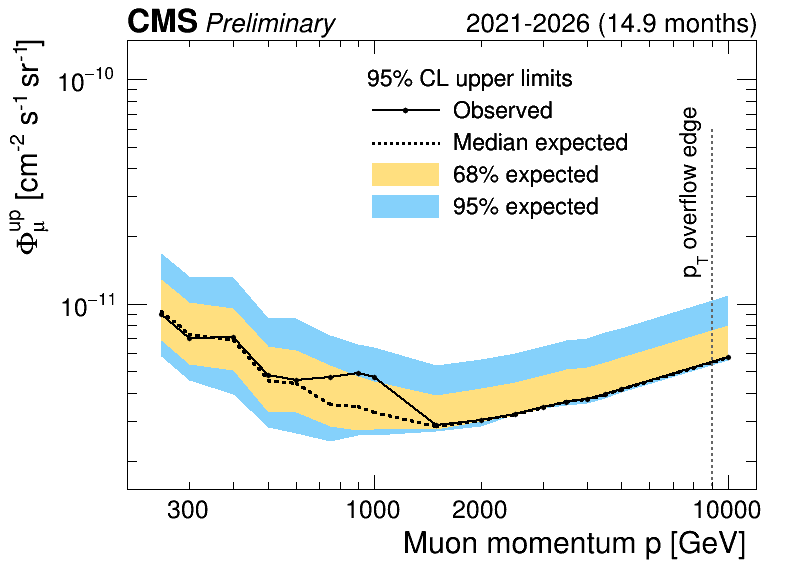 CMS Preliminary 2021-2026 (14.9 months)
Φ_μ^up [cm⁻² s⁻¹ sr⁻¹]
10⁻¹⁰
10⁻¹¹
95% CL upper limits
Observed
Median expected
68% expected
95% expected
p_T overflow edge
300 1000 2000 10000
Muon momentum p [GeV]